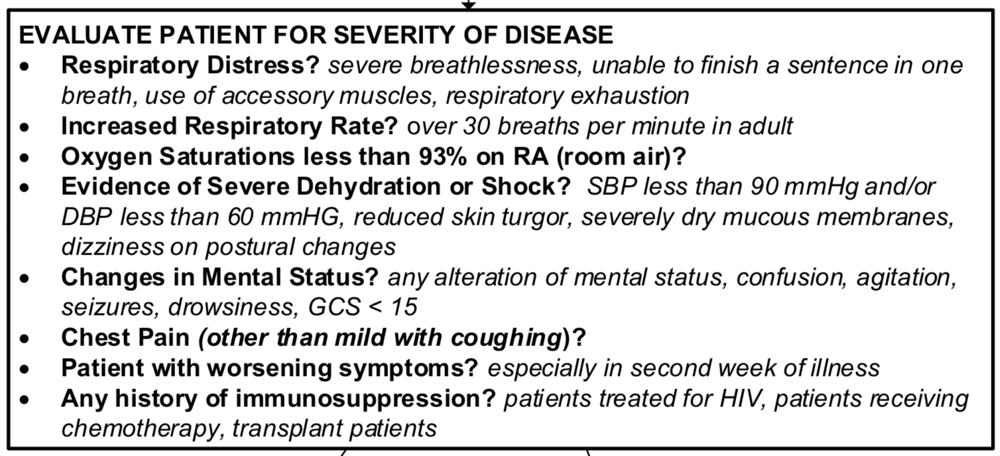 EVALUATE PATIENT FOR SEVERITY OF DISEASE
• Respiratory Distress? severe breathlessness, unable to finish a sentence in one
breath, use of accessory muscles, respiratory exhaustion
• Increased Respiratory Rate? over 30 breaths per minute in adult
• Oxygen Saturations less than 93% on RA (room air)?
• Evidence of Severe Dehydration or Shock? SBP less than 90 mmHg and/or
DBP less than 60 mmHG, reduced skin turgor, severely dry mucous membranes,
dizziness on postural changes
• Changes in Mental Status? any alteration of mental status, confusion, agitation,
seizures, drowsiness, GCS < 15
• Chest Pain (other than mild with coughing)?
• Patient with worsening symptoms? especially in second week of illness
• Any history of immunosuppression? patients treated for HIV, patients receiving
chemotherapy, transplant patients